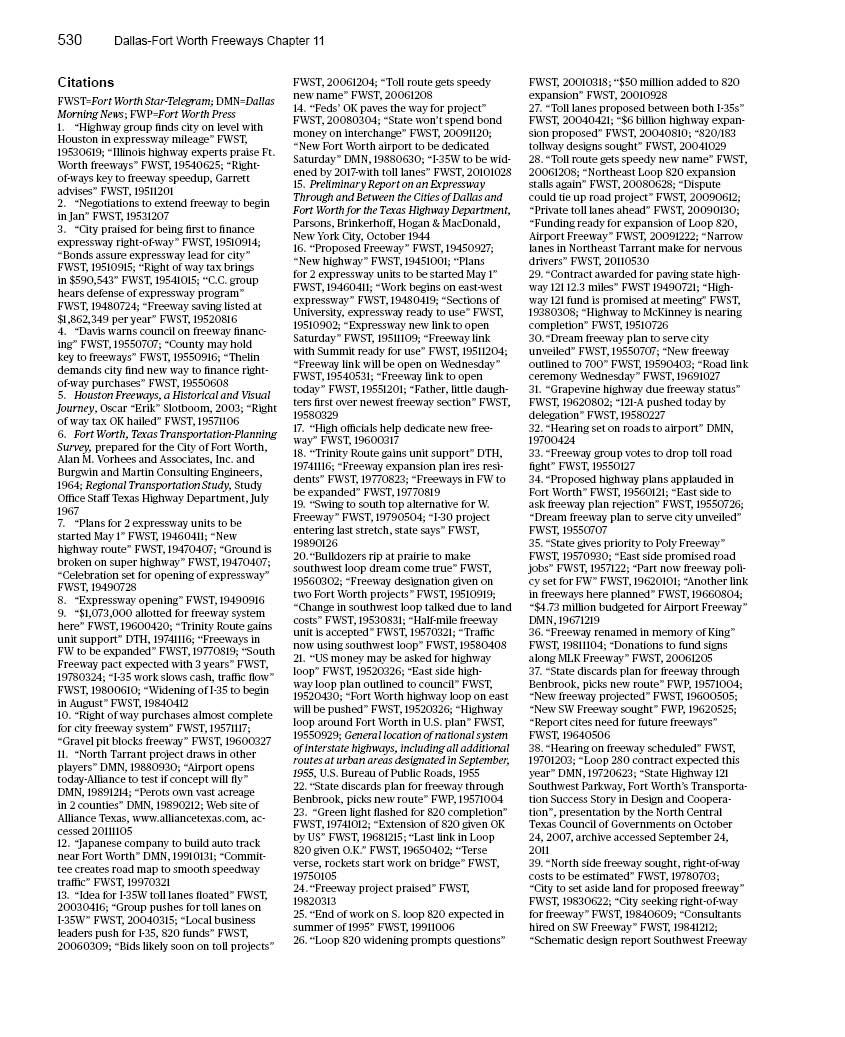 530 Dallas-Fort Worth Freeways Chapter 11
Citations
FWST=Fort Worth Star-Telegram; DMN=Dallas
Morning News; FWP=Fort Worth Press
1. “Highway group finds city on level with
Houston in expressway mileage” FWST,
19530619; “Illinois highway experts praise Ft.
Worth freeways” FWST, 19540625; “Right-
of-ways key to freeway speedup, Garrett
advises” FWST, 19511201
2. “Negotiations to extend freeway to begin
in Jan” FWST, 19531207
3. “City praised for being first to finance
expressway right-of-way” FWST, 19510914;
“Bonds assure expressway lead for city”
FWST, 19510915; “Right of way tax brings
in $590,543” FWST, 19541015; “C.C. group
hears defense of expressway program”
FWST, 19480724; “Freeway saving listed at
$1,862,349 per year” FWST, 19520816
4. “Davis warns council on freeway financ-
ing” FWST, 19550707; “County may hold
key to freeways” FWST, 19550916; “Thelin
demands city find new way to finance right-
of-way purchases” FWST, 19550608
5. Houston Freeways, a Historical and Visual
Journey, Oscar “Erik” Slotboom, 2003; “Right
of way tax OK hailed” FWST, 19571106
6. Fort Worth, Texas Transportation-Planning
Survey, prepared for the City of Fort Worth,
Alan M. Vorhees and Associates, Inc. and
Burgwin and Martin Consulting Engineers,
1964; Regional Transportation Study, Study
Office Staff Texas Highway Department, July
1967
7. “Plans for 2 expressway units to be
started May 1” FWST, 19460411; “New
highway route” FWST, 19470407; “Ground is
broken on super highway” FWST, 19470407;
“Celebration set for opening of expressway”
FWST, 19490728
8. “Expressway opening” FWST, 19490916
9. “$1,073,000 allotted for freeway system
here” FWST, 19600420; “Trinity Route gains
unit support” DTH, 19741116; “Freeways in
FW to be expanded” FWST, 19770819; “South
Freeway pact expected with 3 years” FWST,
19780324; “I-35 work slows cash, traffic flow”
FWST, 19800610; “Widening of I-35 to begin
in August” FWST, 19840412
10. “Right of way purchases almost complete
for city freeway system” FWST, 19571117;
“Gravel pit blocks freeway” FWST, 19600327
11. “North Tarrant project draws in other
players” DMN, 19880930; “Airport opens
today-Alliance to test if concept will fly”
DMN, 19891214; “Perots own vast acreage
in 2 counties” DMN, 19890212; Web site of
Alliance Texas, www.alliancetexas.com, ac-
cessed 20111105
12. “Japanese company to build auto track
near Fort Worth” DMN, 19910131; “Commit-
tee creates road map to smooth speedway
traffic” FWST, 19970321
13. “Idea for I-35W toll lanes floated” FWST,
20030416; “Group pushes for toll lanes on
I-35W” FWST, 20040315; “Local business
leaders push for I-35, 820 funds” FWST,
20060309; “Bids likely soon on toll projects”
FWST, 20061204; “Toll route gets speedy
new name” FWST, 20061208
14. “Feds’ OK paves the way for project”
FWST, 20080304; “State won’t spend bond
money on interchange” FWST, 20091120;
“New Fort Worth airport to be dedicated
Saturday” DMN, 19880630; “I-35W to be wid-
ened by 2017-with toll lanes” FWST, 20101028
15. Preliminary Report on an Expressway
Through and Between the Cities of Dallas and
Fort Worth for the Texas Highway Department,
Parsons, Brinkerhoff, Hogan & MacDonald,
New York City, October 1944
16. “Proposed Freeway” FWST, 19450927;
“New highway” FWST, 19451001; “Plans
for 2 expressway units to be started May 1”
FWST, 19460411; “Work begins on east-west
expressway” FWST, 19480419; “Sections of
University, expressway ready to use” FWST,
19510902; “Expressway new link to open
Saturday” FWST, 19511109; “Freeway link
with Summit ready for use” FWST, 19511204;
“Freeway link will be open on Wednesday”
FWST, 19540531; “Freeway link to open
today” FWST, 19551201; “Father, little daugh-
ters first over newest freeway section” FWST,
19580329
17. “High officials help dedicate new free-
way” FWST, 19600317
18. “Trinity Route gains unit support” DTH,
19741116; “Freeway expansion plan ires resi-
dents” FWST, 19770823; “Freeways in FW to
be expanded” FWST, 19770819
19. “Swing to south top alternative for W.
Freeway” FWST, 19790504; “I-30 project
entering last stretch, state says” FWST,
19890126
20. “Bulldozers rip at prairie to make
southwest loop dream come true” FWST,
19560302; “Freeway designation given on
two Fort Worth projects” FWST, 19510919;
“Change in southwest loop talked due to land
costs” FWST, 19530831; “Half-mile freeway
unit is accepted” FWST, 19570321; “Traffic
now using southwest loop” FWST, 19580408
21. “US money may be asked for highway
loop” FWST, 19520326; “East side high-
way loop plan outlined to council” FWST,
19520430; “Fort Worth highway loop on east
will be pushed” FWST, 19520326; “Highway
loop around Fort Worth in U.S. plan” FWST,
19550929; General location of national system
of interstate highways, including all additional
routes at urban areas designated in September,
1955, U.S. Bureau of Public Roads, 1955
22. “State discards plan for freeway through
Benbrook, picks new route” FWP, 19571004
23. “Green light flashed for 820 completion”
FWST, 19741012; “Extension of 820 given OK
by US” FWST, 19681215; “Last link in Loop
820 given O.K.” FWST, 19650402; “Terse
verse, rockets start work on bridge” FWST,
19750105
24. “Freeway project praised” FWST,
19820313
25. “End of work on S. loop 820 expected in
summer of 1995” FWST, 19911006
26. “Loop 820 widening prompts questions”
FWST, 20010318; “$50 million added to 820
expansion” FWST, 20010928
27. “Toll lanes proposed between both I-35s”
FWST, 20040421; “$6 billion highway expan-
sion proposed” FWST, 20040810; “820/183
tollway designs sought” FWST, 20041029
28. “Toll route gets speedy new name” FWST,
20061208; “Northeast Loop 820 expansion
stalls again” FWST, 20080628; “Dispute
could tie up road project” FWST, 20090612;
“Private toll lanes ahead” FWST, 20090130;
“Funding ready for expansion of Loop 820,
Airport Freeway” FWST, 20091222; “Narrow
lanes in Northeast Tarrant make for nervous
drivers” FWST, 20110530
29. “Contract awarded for paving state high-
way 121 12.3 miles” FWST 19490721; “High-
way 121 fund is promised at meeting” FWST,
19380308; “Highway to McKinney is nearing
completion” FWST, 19510726
30. “Dream freeway plan to serve city
unveiled” FWST, 19550707; “New freeway
outlined to 700” FWST, 19590403; “Road link
ceremony Wednesday” FWST, 19691027
31. “Grapevine highway due freeway status”
FWST, 19620802; “121-A pushed today by
delegation” FWST, 19580227
32. “Hearing set on roads to airport” DMN,
19700424
33. “Freeway group votes to drop toll road
fight” FWST, 19550127
34. “Proposed highway plans applauded in
Fort Worth” FWST, 19560121; “East side to
ask freeway plan rejection” FWST, 19550726;
“Dream freeway plan to serve city unveiled”
FWST, 19550707
35. “State gives priority to Poly Freeway”
FWST, 19570930; “East side promised road
jobs” FWST, 1957122; “Part now freeway poli-
cy set for FW” FWST, 19620101; “Another link
in freeways here planned” FWST, 19660804;
“$4.73 million budgeted for Airport Freeway”
DMN, 19671219
36. “Freeway renamed in memory of King”
FWST, 19811104; “Donations to fund signs
along MLK Freeway” FWST, 20061205
37. “State discards plan for freeway through
Benbrook, picks new route” FWP, 19571004;
“New freeway projected” FWST, 19600505;
“New SW Freeway sought” FWP, 19620525;
“Report cites need for future freeways”
FWST, 19640506
38. “Hearing on freeway scheduled” FWST,
19701203; “Loop 280 contract expected this
year” DMN, 19720623; “State Highway 121
Southwest Parkway, Fort Worth’s Transporta-
tion Success Story in Design and Coopera-
tion”, presentation by the North Central
Texas Council of Governments on October
24, 2007, archive accessed September 24,
2011
39. “North side freeway sought, right-of-way
costs to be estimated” FWST, 19780703;
“City to set aside land for proposed freeway”
FWST, 19830622; “City seeking right-of-way
for freeway” FWST, 19840609; “Consultants
hired on SW Freeway” FWST, 19841212;
“Schematic design report Southwest Freeway